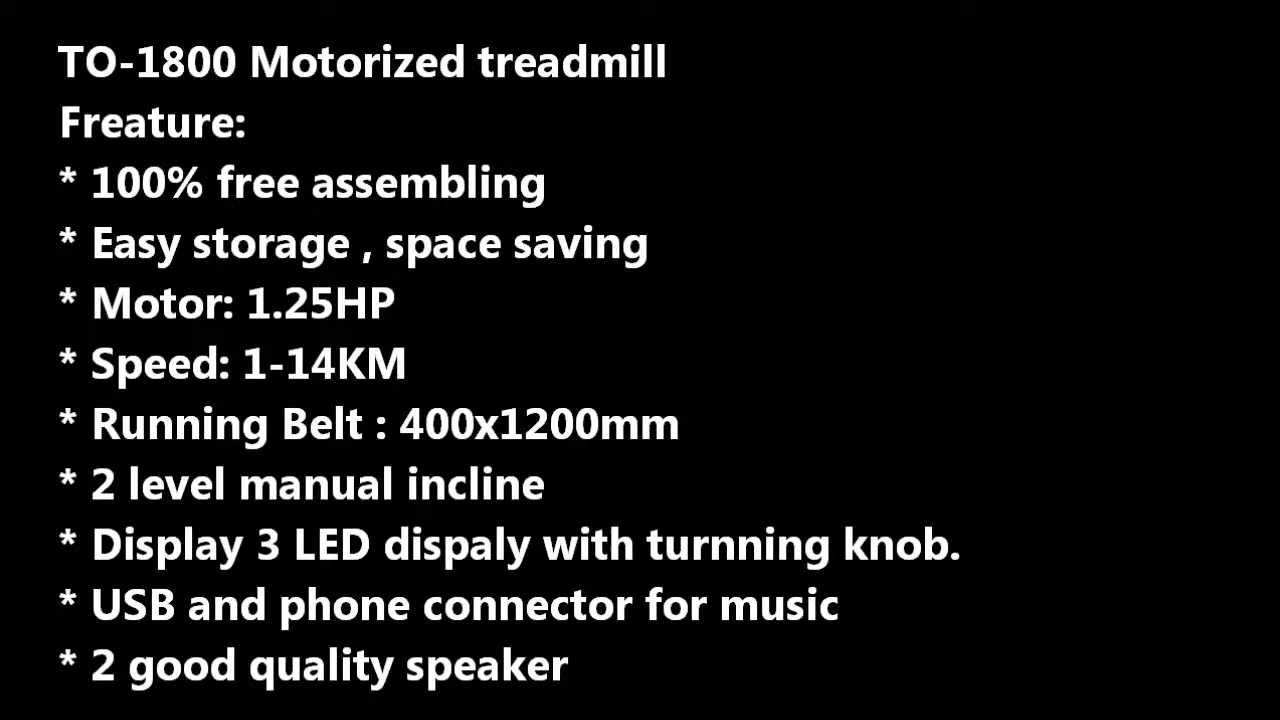 TO-1800 Motorized treadmill
Freature:
* 100% free assembling
* Easy storage , space saving
* Motor: 1.25HP
* Speed: 1-14KM
* Running Belt : 400x1200mm
* 2 level manual incline
* Display 3 LED dispaly with turnning knob.
* USB and phone connector for music
* 2 good quality speaker